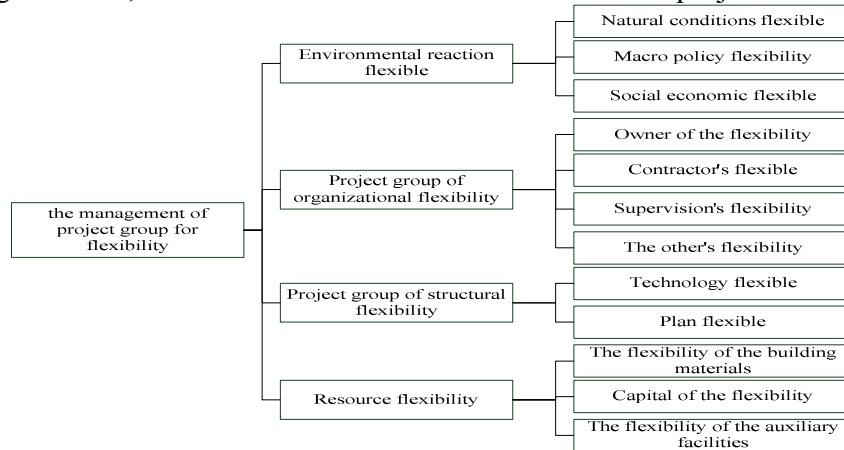 Natural conditions flexible
Environmental reaction
flexible
Macro policy flexibility
Social economic flexible
Owner of the flexibility
Project group of
organizational flexibility
Contractor's flexible
Supervision's flexibility
the management of
project group for
flexibility
The other's flexibility
Technology flexible
Project group of structural
flexibility
Plan flexible
The flexibility of the building
materials
Resource flexibility
Capital of the flexibility
The flexibility of the auxiliary
facilities